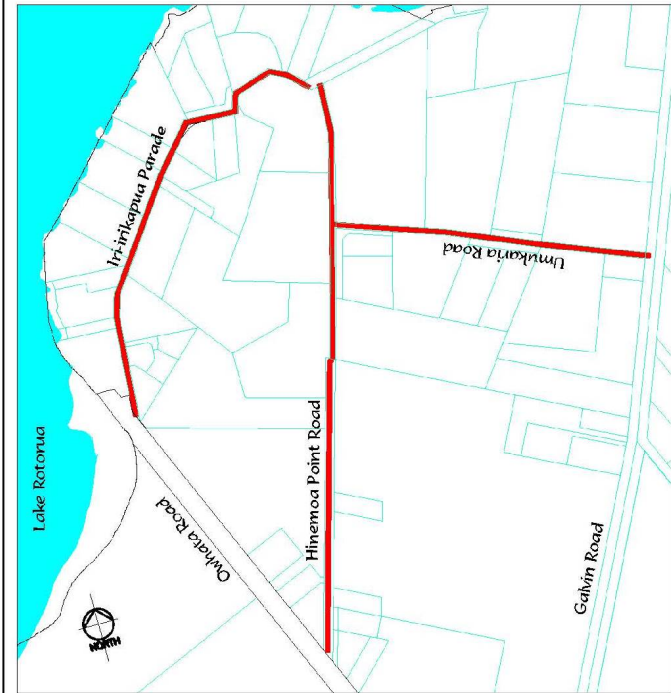 Iri-irikapua Parade
Umukaria Road
Lake Rotorua
Hinemoa Point Road
Owhata Road
Galvin Road
NORTH